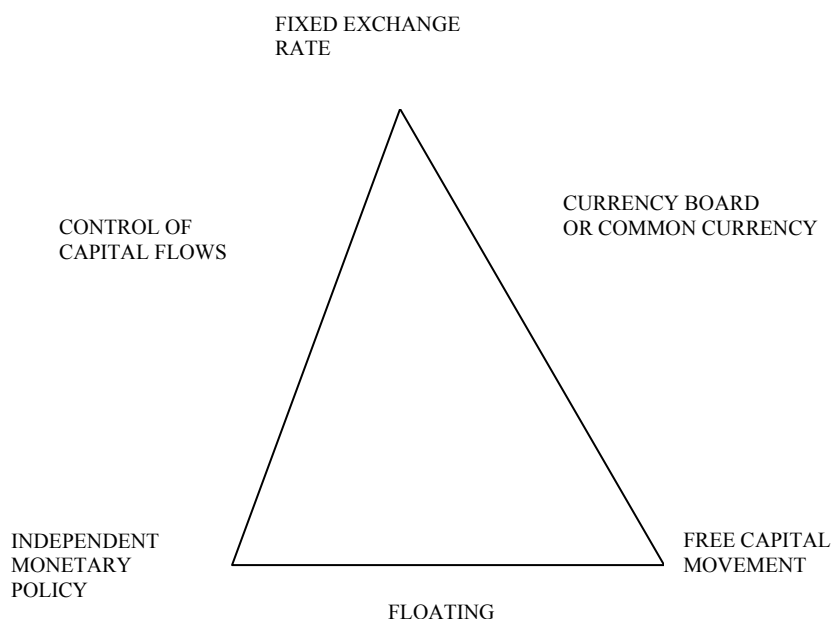 FIXED EXCHANGE
RATE
CURRENCY BOARD
OR COMMON CURRENCY
CONTROL OF
CAPITAL FLOWS
INDEPENDENT
MONETARY
POLICY
FREE CAPITAL
MOVEMENT
FLOATING